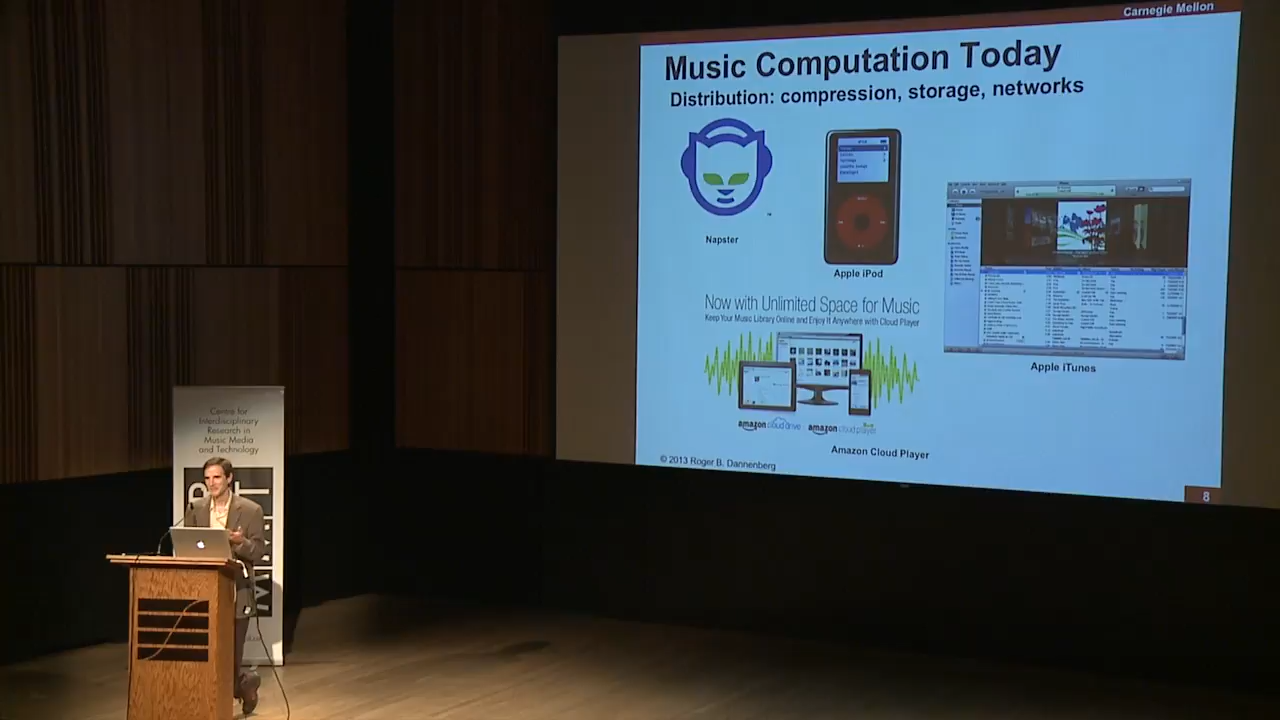 Carnegie Mellon
Music Computation Today
Distribution: compression, storage, networks
Napster
Apple iPod
Now with Unlimited Space for Music
Keep Your Music Library Online and Enjoy it Anywhere with Cloud Player
amazon cloud drive amazon cloud player
Apple iTunes
Amazon Cloud Player
© 2013 Roger B. Dannenberg
8
Centre for
Interdisciplinary
Research in
Music Media
and Technology